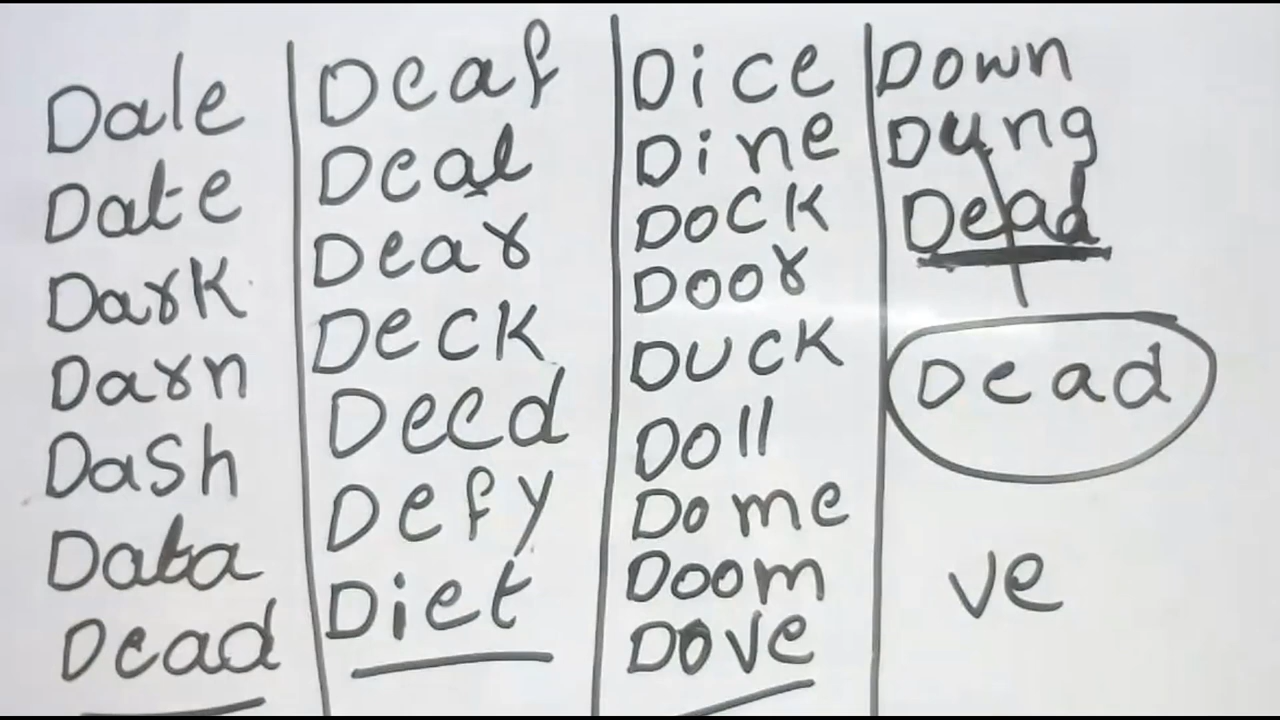 Dale
Date
Dark
Darn
Dash
Data
Dead
Deaf
Deal
Dear
Deck
Deed
Defy
Diet
Dice
Dine
Dock
Door
Duck
Doll
Dome
Doom
Dove
Down
Dung
Dead
Dead
ve